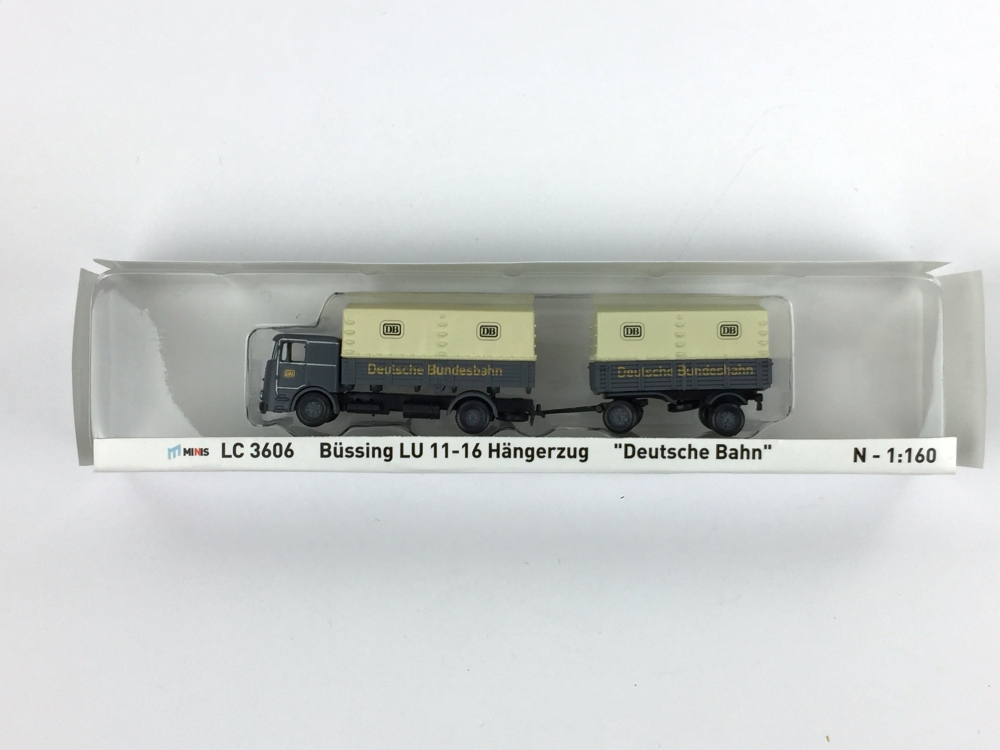 DB DB DB DB
Deutsche Bundesbahn Deutsche Bundesbahn
MINIS LC 3606 Büssing LU 11-16 Hängerzug "Deutsche Bahn" N - 1:160